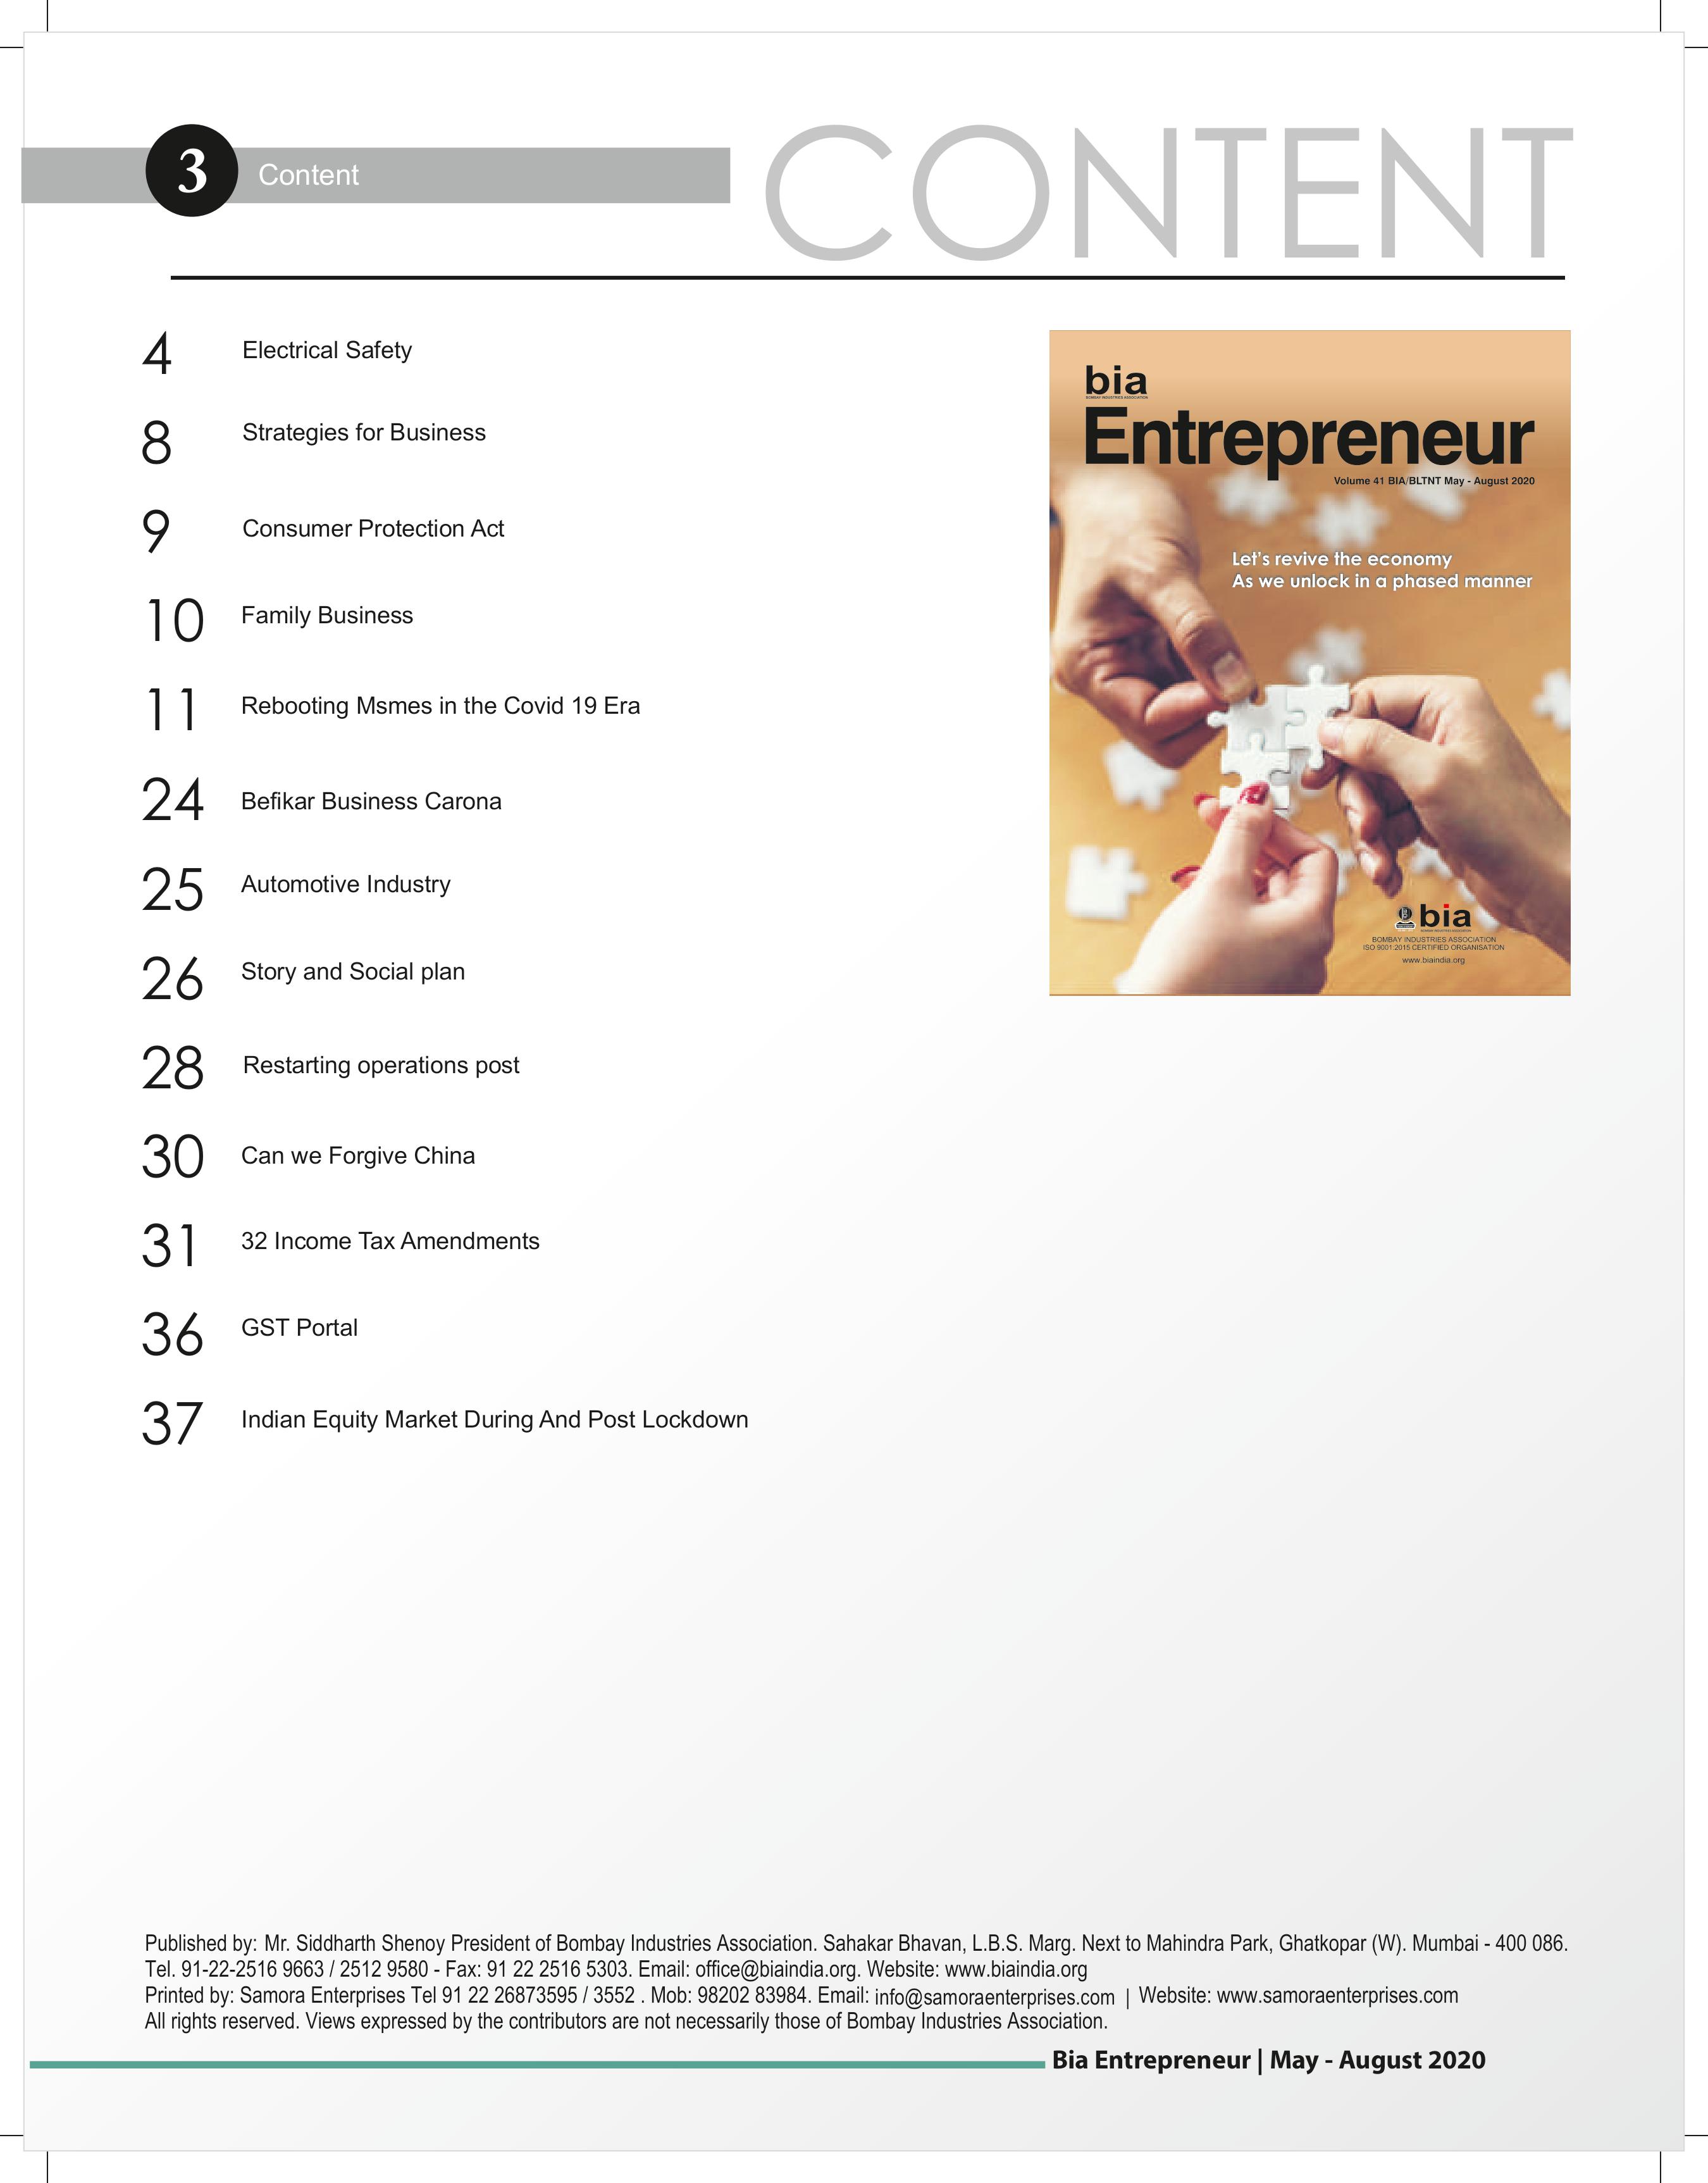 3 Content
CONTENT
4 Electrical Safety
8 Strategies for Business
9 Consumer Protection Act
10 Family Business
11 Rebooting Msmes in the Covid 19 Era
24 Befikar Business Carona
25 Automotive Industry
26 Story and Social plan
28 Restarting operations post
30 Can we Forgive China
31 32 Income Tax Amendments
36 GST Portal
37 Indian Equity Market During And Post Lockdown
bia
BOMBAY INDUSTRIES ASSOCIATION
Entrepreneur
Volume 41 BIA/BLTNT May - August 2020
Let's revive the economy
As we unlock in a phased manner
bia
BOMBAY INDUSTRIES ASSOCIATION
ISO 9001:2015 CERTIFIED ORGANISATION
www.biaindia.org
Published by: Mr. Siddharth Shenoy President of Bombay Industries Association. Sahakar Bhavan, L.B.S. Marg. Next to Mahindra Park, Ghatkopar (W). Mumbai - 400 086.
Tel. 91-22-2516 9663 / 2512 9580 - Fax: 91 22 2516 5303. Email: office@biaindia.org. Website: www.biaindia.org
Printed by: Samora Enterprises Tel 91 22 26873595 / 3552 . Mob: 98202 83984. Email: info@samoraenterprises.com | Website: www.samoraenterprises.com
All rights reserved. Views expressed by the contributors are not necessarily those of Bombay Industries Association.
Bia Entrepreneur | May - August 2020